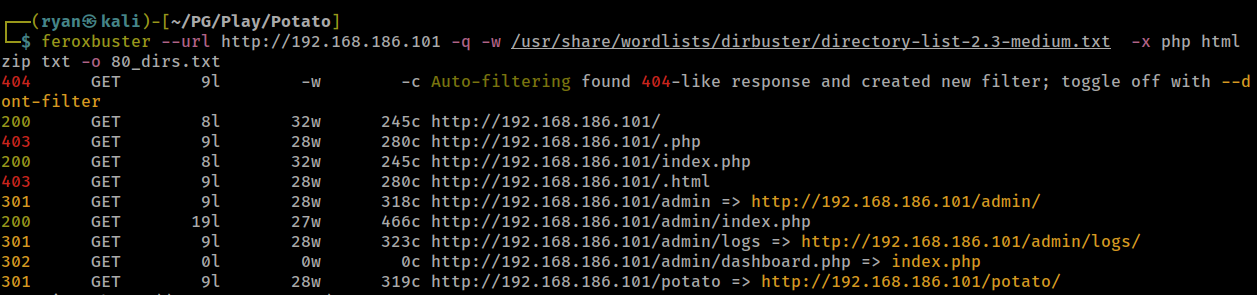 ┌──(ryan㉿kali)-[~/PG/Play/Potato]
└─$ feroxbuster --url http://192.168.186.101 -q -w /usr/share/wordlists/dirbuster/directory-list-2.3-medium.txt  -x php html
zip txt -o 80_dirs.txt
404      GET        9l        -w        -c Auto-filtering found 404-like response and created new filter; toggle off with --d
ont-filter
200      GET        8l       32w      245c http://192.168.186.101/
403      GET        9l       28w      280c http://192.168.186.101/.php
200      GET        8l       32w      245c http://192.168.186.101/index.php
403      GET        9l       28w      280c http://192.168.186.101/.html
301      GET        9l       28w      318c http://192.168.186.101/admin => http://192.168.186.101/admin/
200      GET       19l       27w      466c http://192.168.186.101/admin/index.php
301      GET        9l       28w      323c http://192.168.186.101/admin/logs => http://192.168.186.101/admin/logs/
302      GET        0l        0w        0c http://192.168.186.101/admin/dashboard.php => index.php
301      GET        9l       28w      319c http://192.168.186.101/potato => http://192.168.186.101/potato/